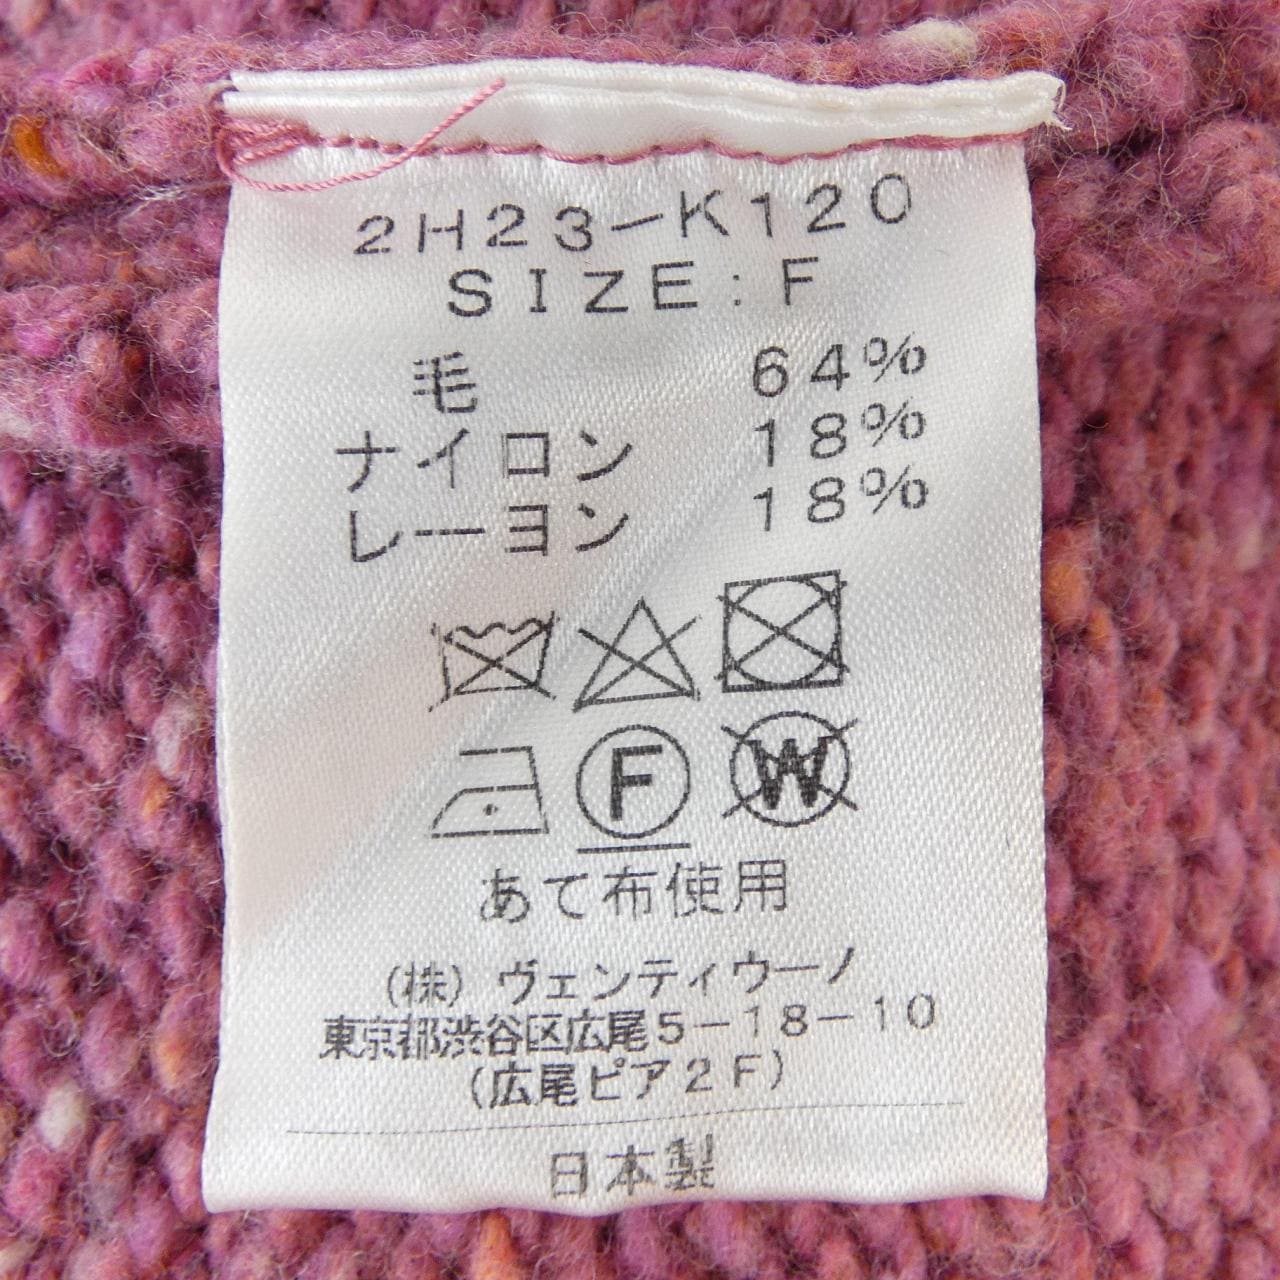 2H23-K120
SIZE:F
毛 64%
ナイロン 18%
レーヨン 18%
F W
あて布使用
(株)ヴェンティウーノ
東京都渋谷区広尾5-18-10
(広尾ピア2F)
日本製